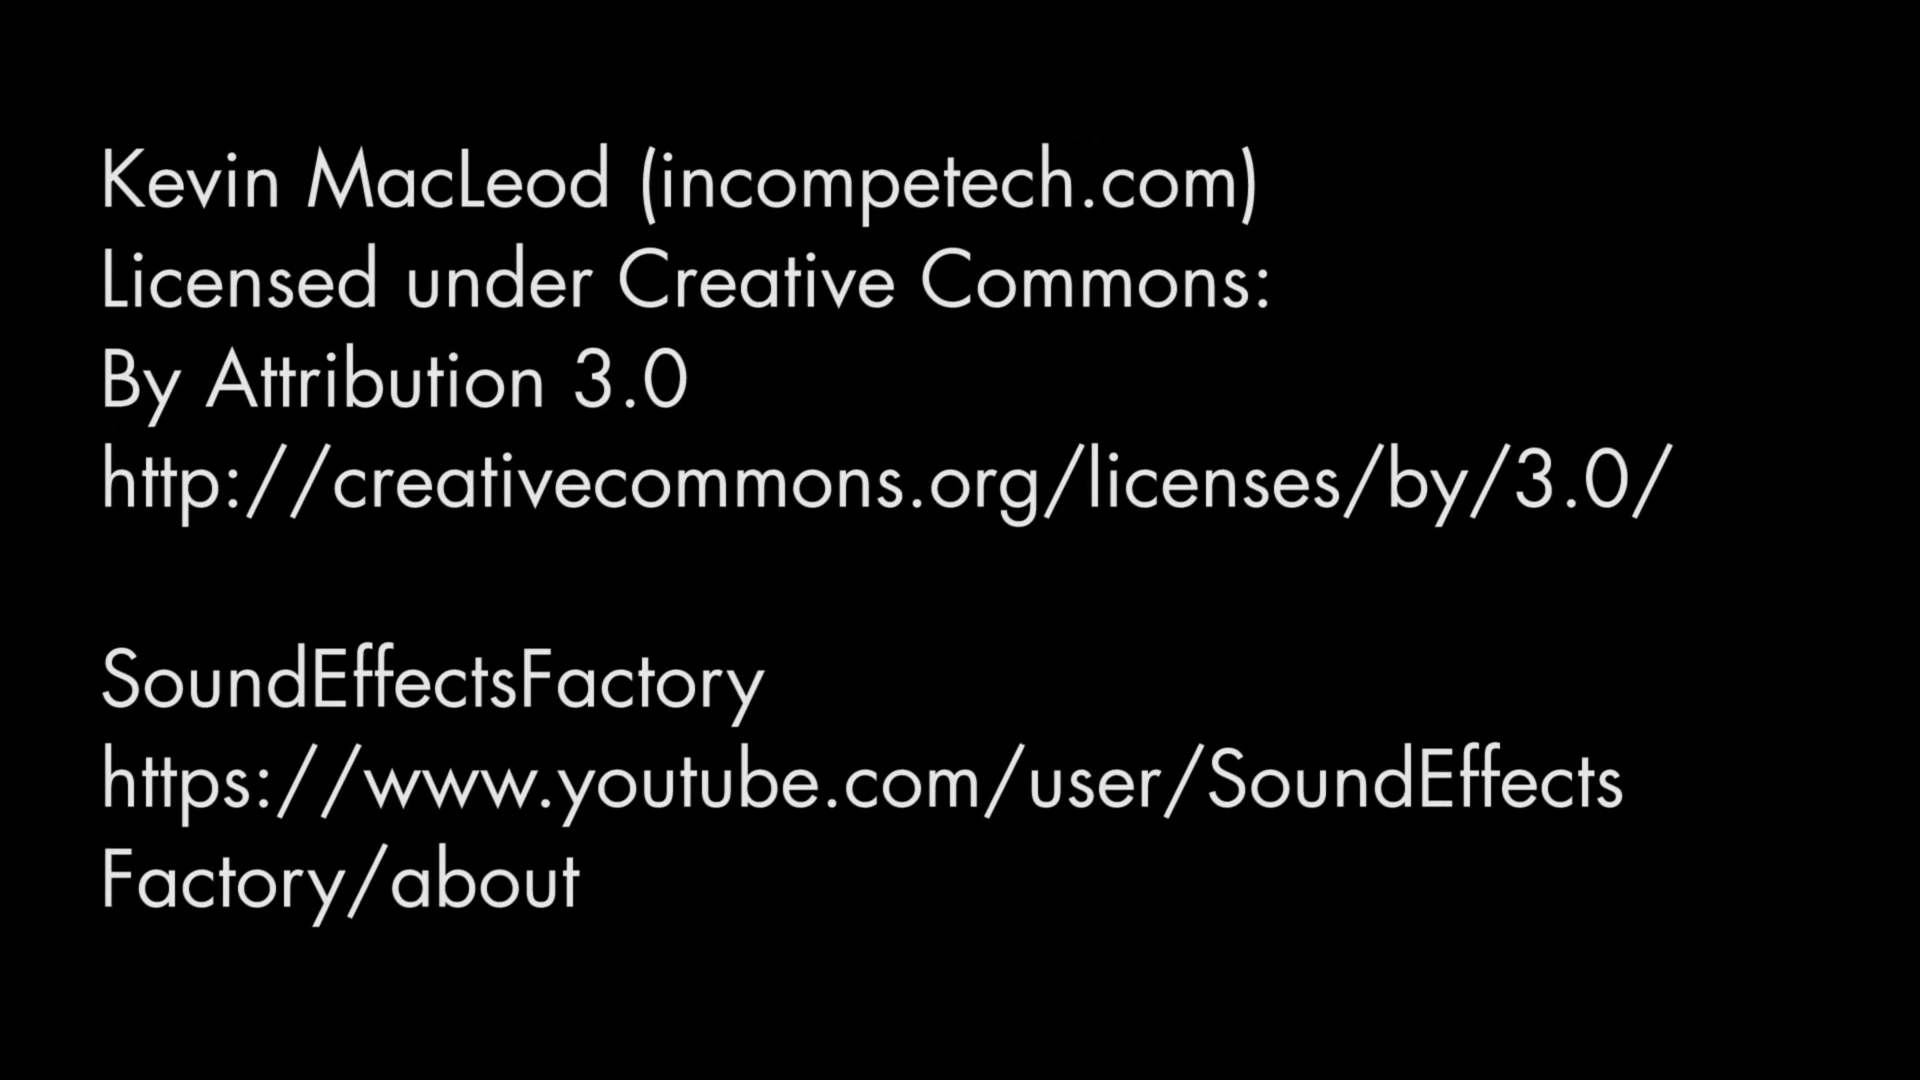 Kevin MacLeod (incompetech.com)
Licensed under Creative Commons:
By Attribution 3.0
http://creativecommons.org/licenses/by/3.0/
SoundEffectsFactory
https://www.youtube.com/user/SoundEffects
Factory/about